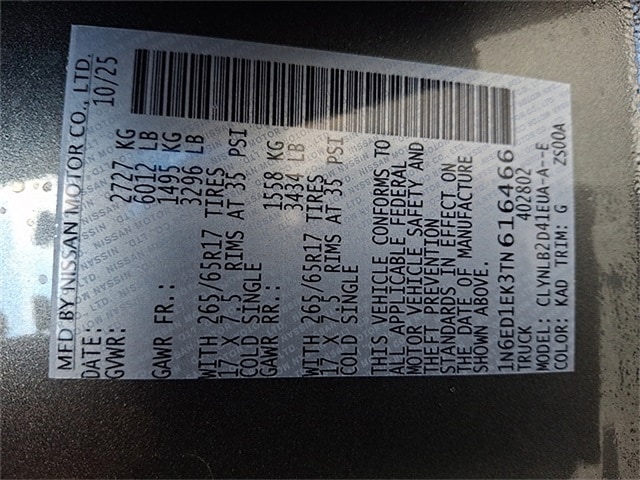 MFD BY NISSAN MOTOR CO., LTD.
DATE: 10/25
GVWR: 2727 KG
6012 LB
GAWR FR.: 1495 KG
3296 LB
WITH 265/65R17 TIRES
17 X 7.5 RIMS AT 35 PSI
COLD SINGLE
GAWR RR.: 1558 KG
3434 LB
WITH 265/65R17 TIRES
17 X 7.5 RIMS AT 35 PSI
COLD SINGLE
THIS VEHICLE CONFORMS TO
ALL APPLICABLE FEDERAL
MOTOR VEHICLE SAFETY AND
THEFT PREVENTION
STANDARDS IN EFFECT ON
THE DATE OF MANUFACTURE
SHOWN ABOVE.
1N6ED1EK3TN616466
TRUCK 402802
MODEL: CLYNLB2D41EUA-A--E
COLOR: KAD TRIM: G ZS00A